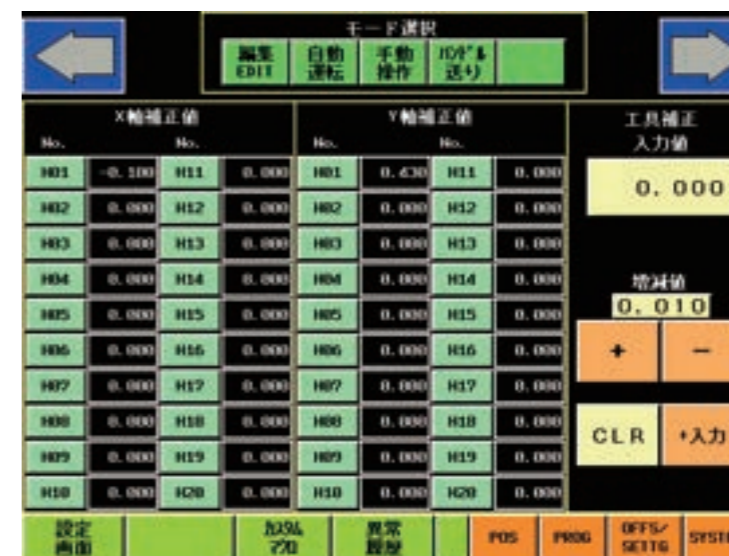 モード選択
編集 自動 手動 ﾊﾝﾄﾞﾙ
EDIT 運転 操作 送り
X軸補正値 Y軸補正値 工具補正
No. No. No. No. 入力値
H01 -0.100 H11 0.000 H01 0.430 H11 0.000
0.000
H02 0.000 H12 0.000 H02 0.000 H12 0.000
H03 0.000 H13 0.000 H03 0.000 H13 0.000
H04 0.000 H14 0.000 H04 0.000 H14 0.000
増減値
H05 0.000 H15 0.000 H05 0.000 H15 0.000
0.010
H06 0.000 H16 0.000 H06 0.000 H16 0.000
+ −
H07 0.000 H17 0.000 H07 0.000 H17 0.000
H08 0.000 H18 0.000 H08 0.000 H18 0.000
CLR +入力
H09 0.000 H19 0.000 H09 0.000 H19 0.000
H10 0.000 H20 0.000 H10 0.000 H20 0.000
設定 ｶｽﾀﾑ 異常 POS PROG OFFS/
画面 ﾏｸﾛ 履歴 SETTG